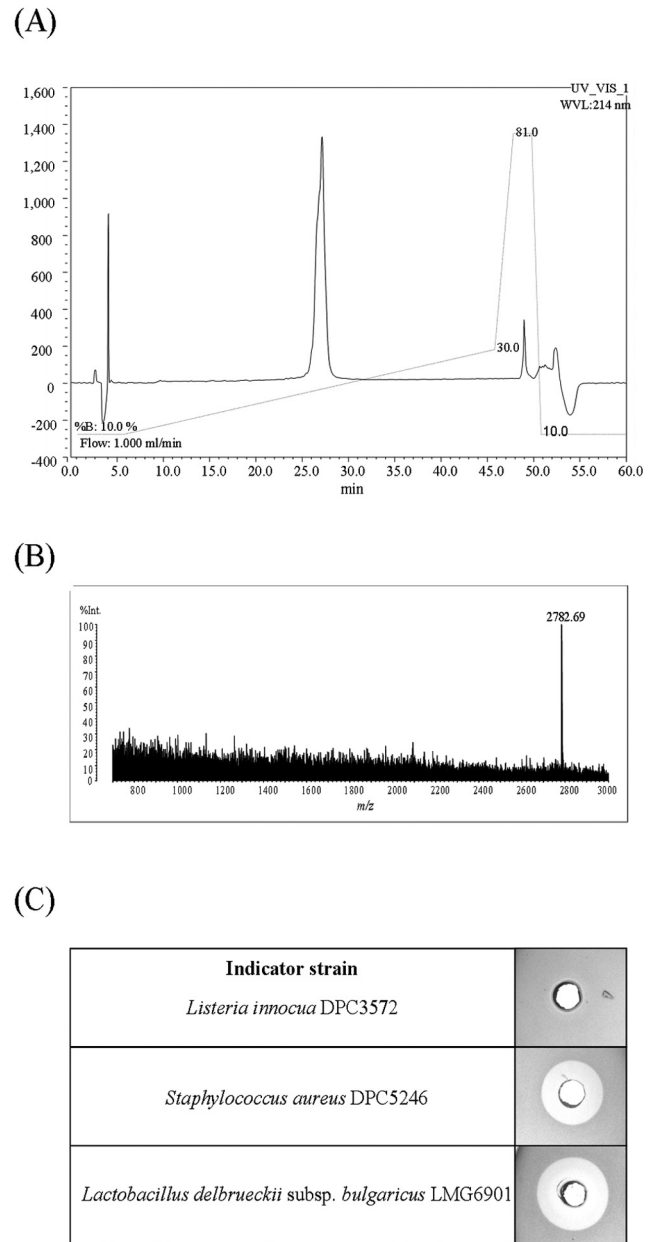 (A)
UV_VIS_1
WVL:214 nm
1,600
1,400
1,200
1,000
800
600
400
200
0
-200
-400
81.0
30.0
10.0
%B: 10.0 %
Flow: 1.000 ml/min
0.0 5.0 10.0 15.0 20.0 25.0 30.0 35.0 40.0 45.0 50.0 55.0 60.0
min
(B)
%Int.
2782.69
100
90
80
70
60
50
40
30
20
10
0
800 1000 1200 1400 1600 1800 2000 2200 2400 2600 2800 3000
m/z
(C)
Indicator strain
Listeria innocua DPC3572
Staphylococcus aureus DPC5246
Lactobacillus delbrueckii subsp. bulgaricus LMG6901